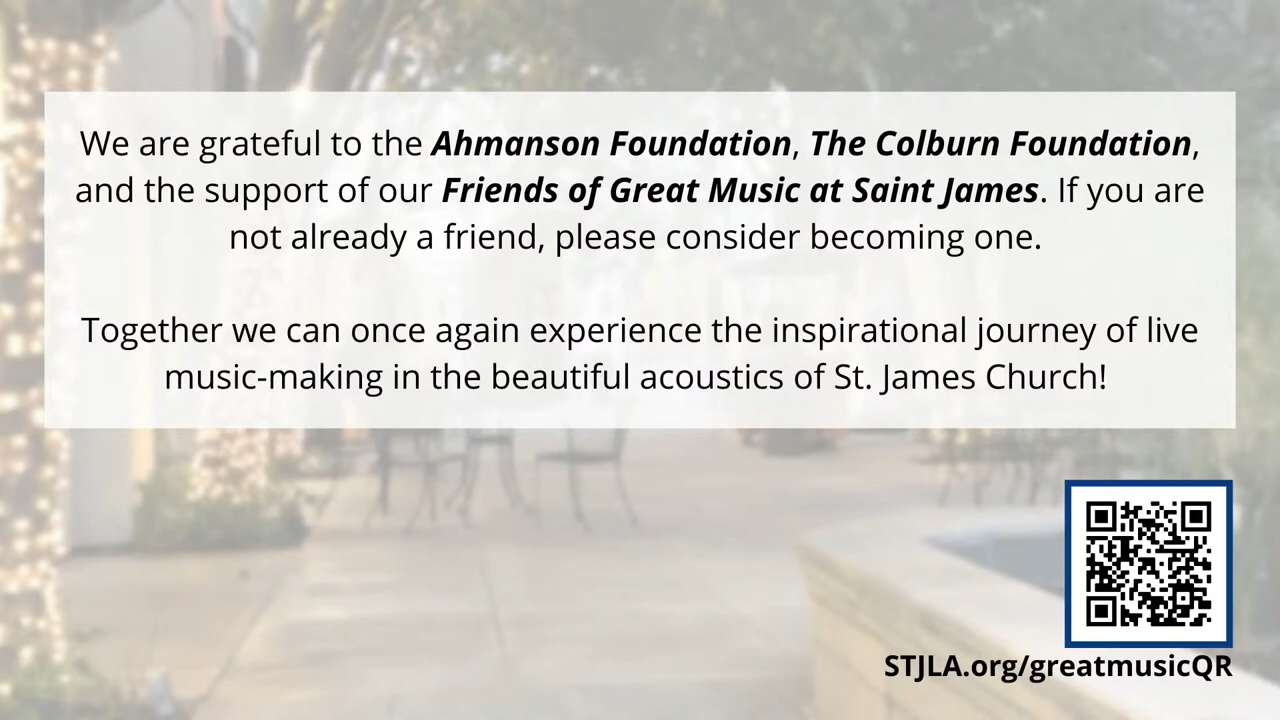 We are grateful to the Ahmanson Foundation, The Colburn Foundation,
and the support of our Friends of Great Music at Saint James. If you are
not already a friend, please consider becoming one.
Together we can once again experience the inspirational journey of live
music-making in the beautiful acoustics of St. James Church!
STJLA.org/greatmusicQR